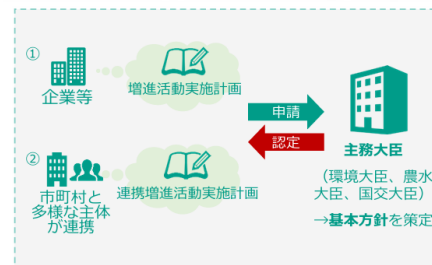 ①
企業等
増進活動実施計画
②
市町村と
多様な主体
が連携
連携増進活動実施計画
申請
認定
主務大臣
（環境大臣、農水
大臣、国交大臣）
→基本方針を策定